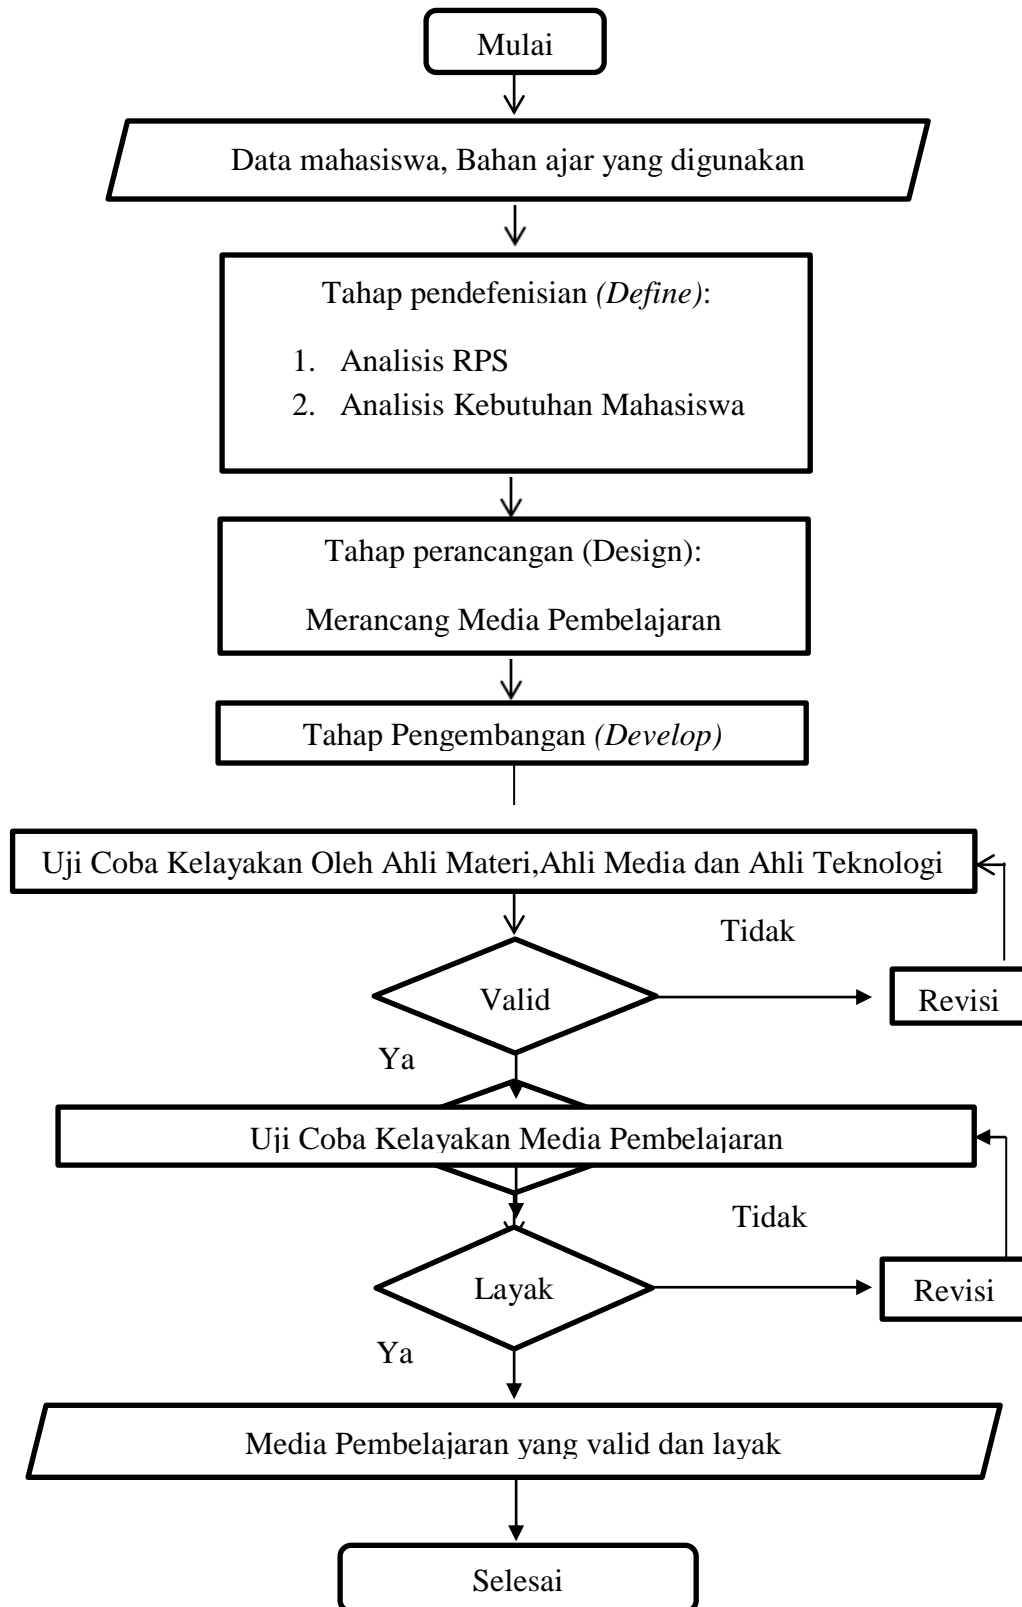 Mulai
Data mahasiswa, Bahan ajar yang digunakan
Tahap pendefenisian (Define):
1. Analisis RPS
2. Analisis Kebutuhan Mahasiswa
Tahap perancangan (Design):
Merancang Media Pembelajaran
Tahap Pengembangan (Develop)
Uji Coba Kelayakan Oleh Ahli Materi,Ahli Media dan Ahli Teknologi
Tidak
Valid
Revisi
Ya
Uji Coba Kelayakan Media Pembelajaran
Tidak
Layak
Revisi
Ya
Media Pembelajaran yang valid dan layak
Selesai